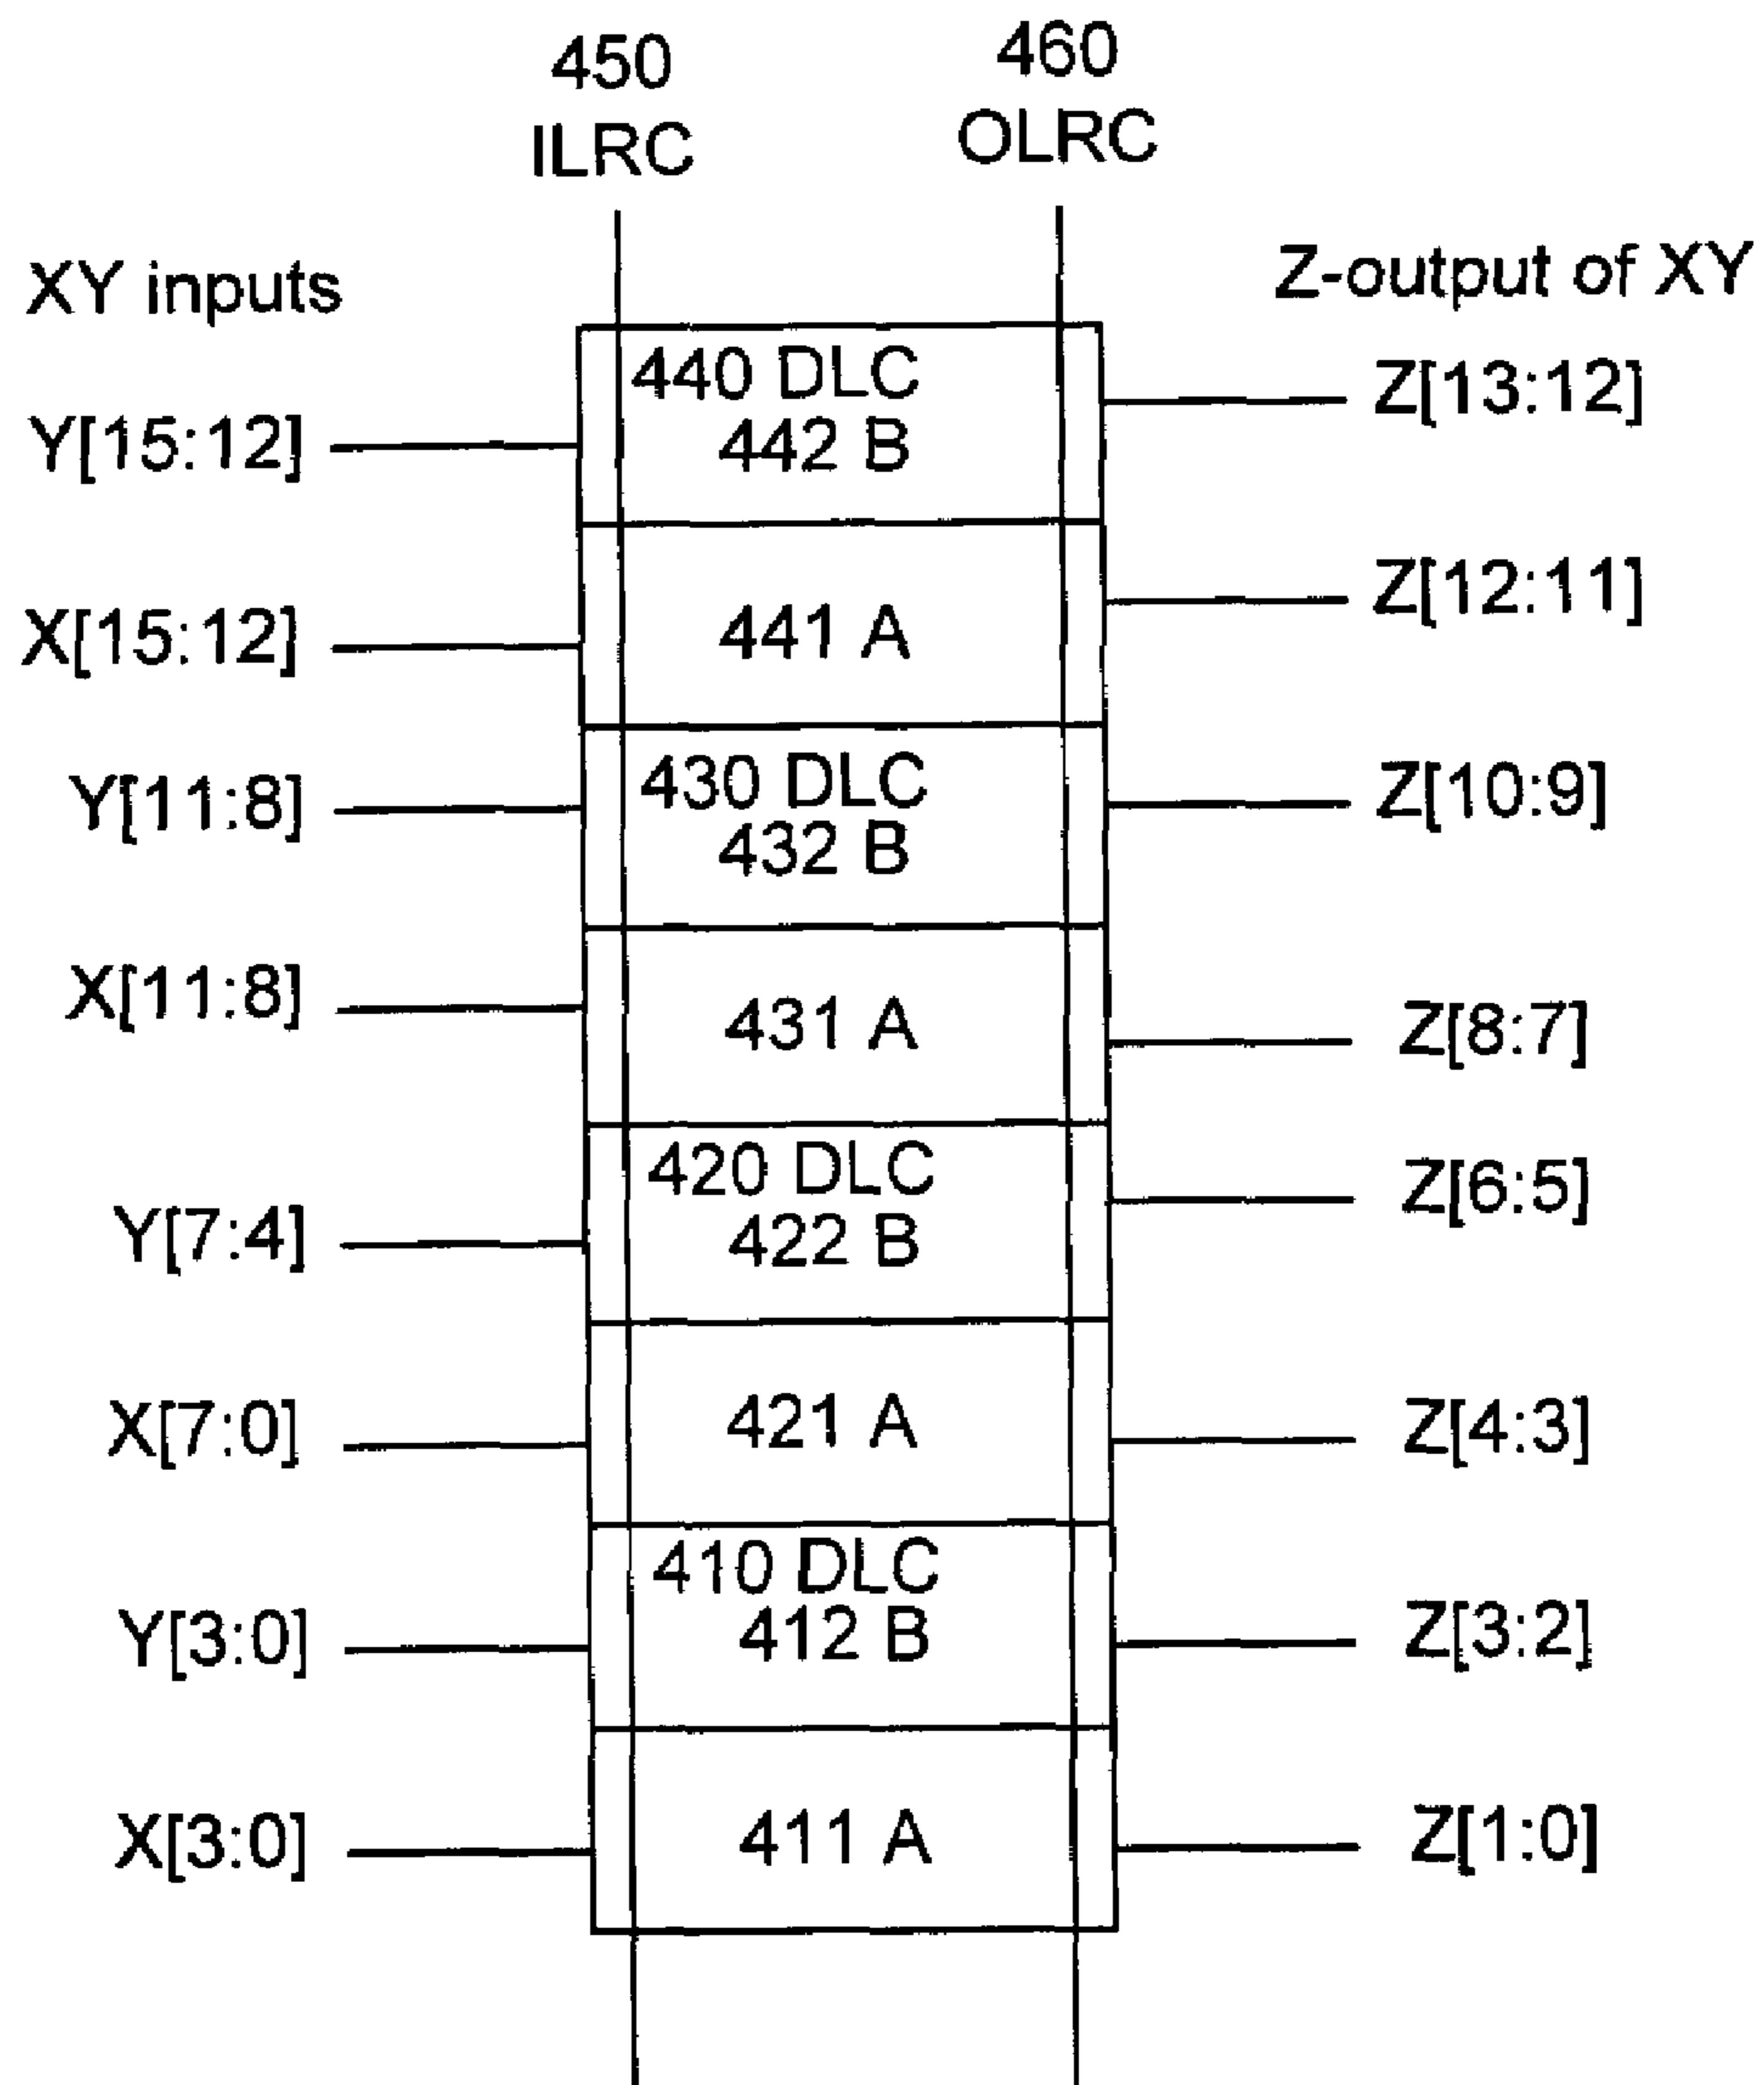 450
ILRC
460
OLRC
XY inputs
Z-output of XY
440 DLC
442 B
Y[15:12]
Z[13:12]
441 A
X[15:12]
Z[12:11]
430 DLC
432 B
Y[11:8]
Z[10:9]
431 A
X[11:8]
Z[8:7]
420 DLC
422 B
Y[7:4]
Z[6:5]
421 A
X[7:0]
Z[4:3]
410 DLC
412 B
Y[3:0]
Z[3:2]
411 A
X[3:0]
Z[1:0]